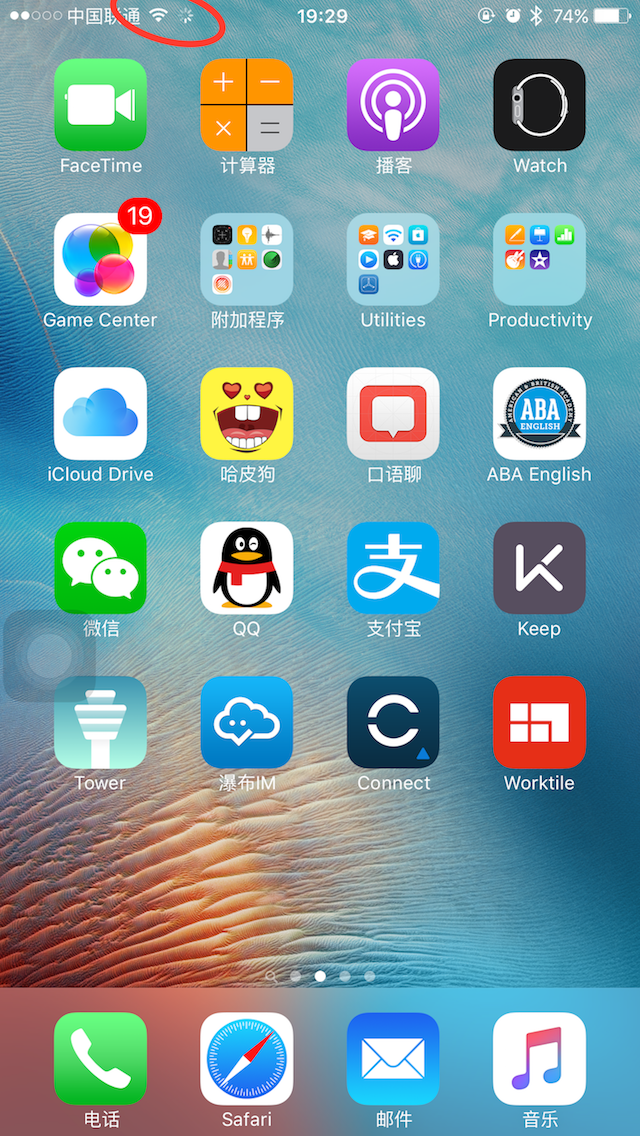 中国联通 19:29 74%
FaceTime 计算器 播客 Watch
19
Game Center 附加程序 Utilities Productivity
AMERICAN & BRITISH ACADEMY
ABA
ENGLISH
iCloud Drive 哈皮狗 口语聊 ABA English
支
微信 QQ 支付宝 Keep
Tower 瀑布IM Connect Worktile
电话 Safari 邮件 音乐